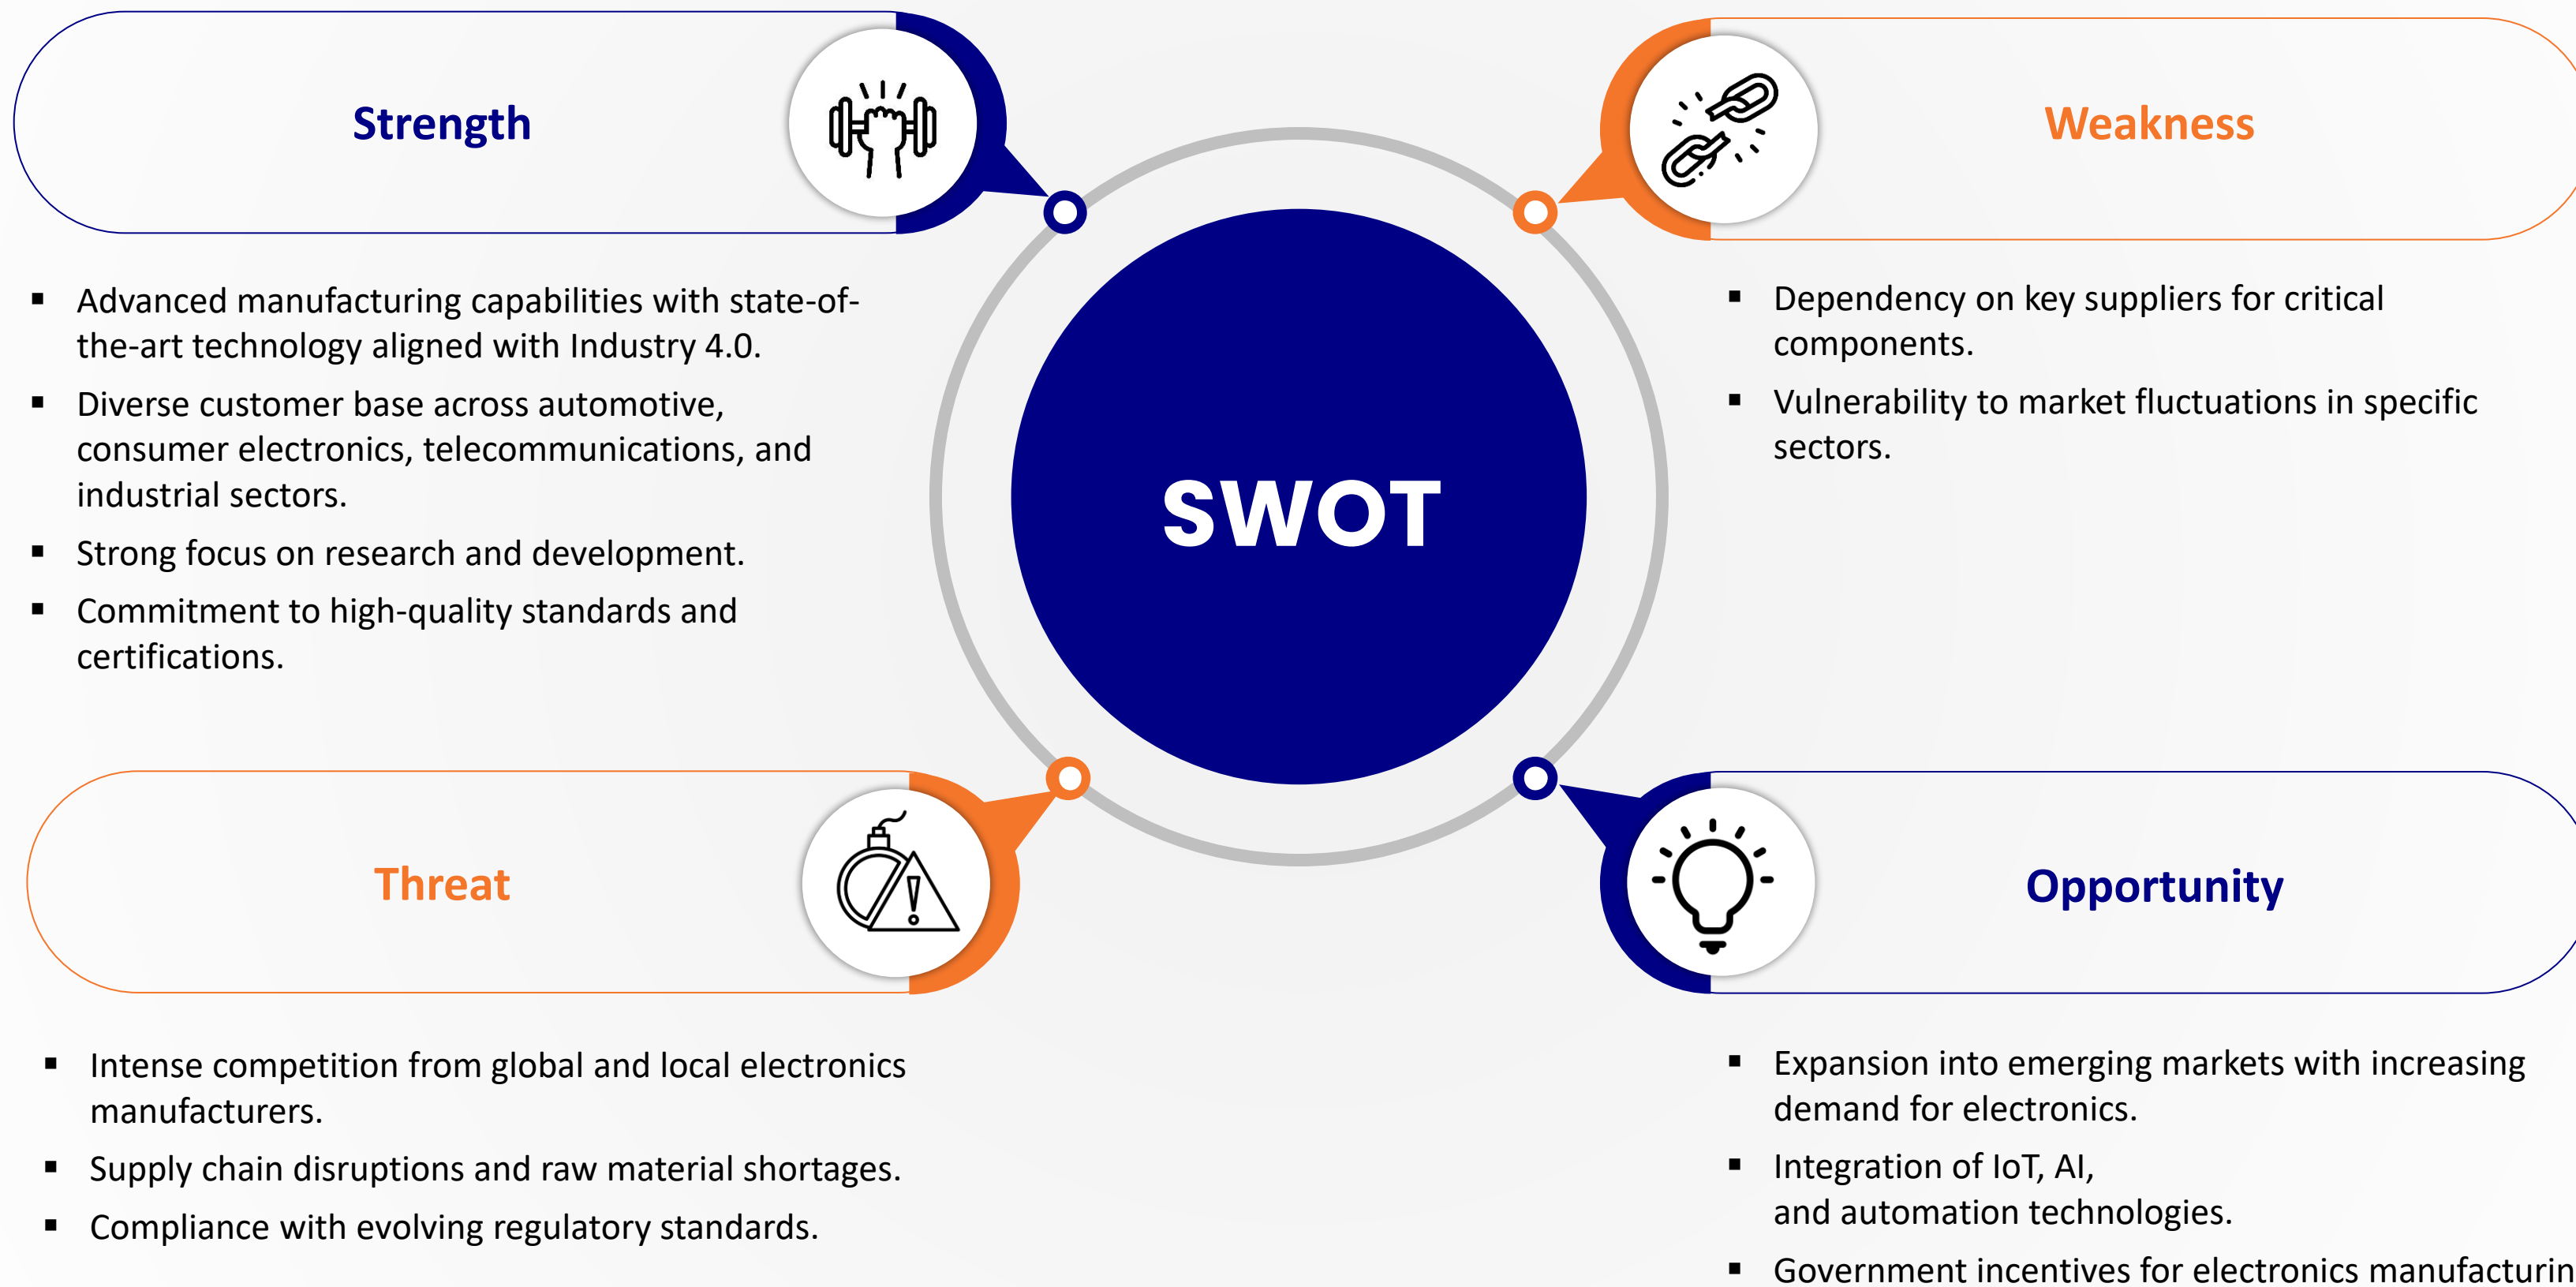 Strength
▪ Advanced manufacturing capabilities with state-of-
the-art technology aligned with Industry 4.0.
▪ Diverse customer base across automotive,
consumer electronics, telecommunications, and
industrial sectors.
▪ Strong focus on research and development.
▪ Commitment to high-quality standards and
certifications.
Weakness
▪ Dependency on key suppliers for critical
components.
▪ Vulnerability to market fluctuations in specific
sectors.
SWOT
Threat
▪ Intense competition from global and local electronics
manufacturers.
▪ Supply chain disruptions and raw material shortages.
▪ Compliance with evolving regulatory standards.
Opportunity
▪ Expansion into emerging markets with increasing
demand for electronics.
▪ Integration of IoT, AI,
and automation technologies.
▪ Government incentives for electronics manufacturin